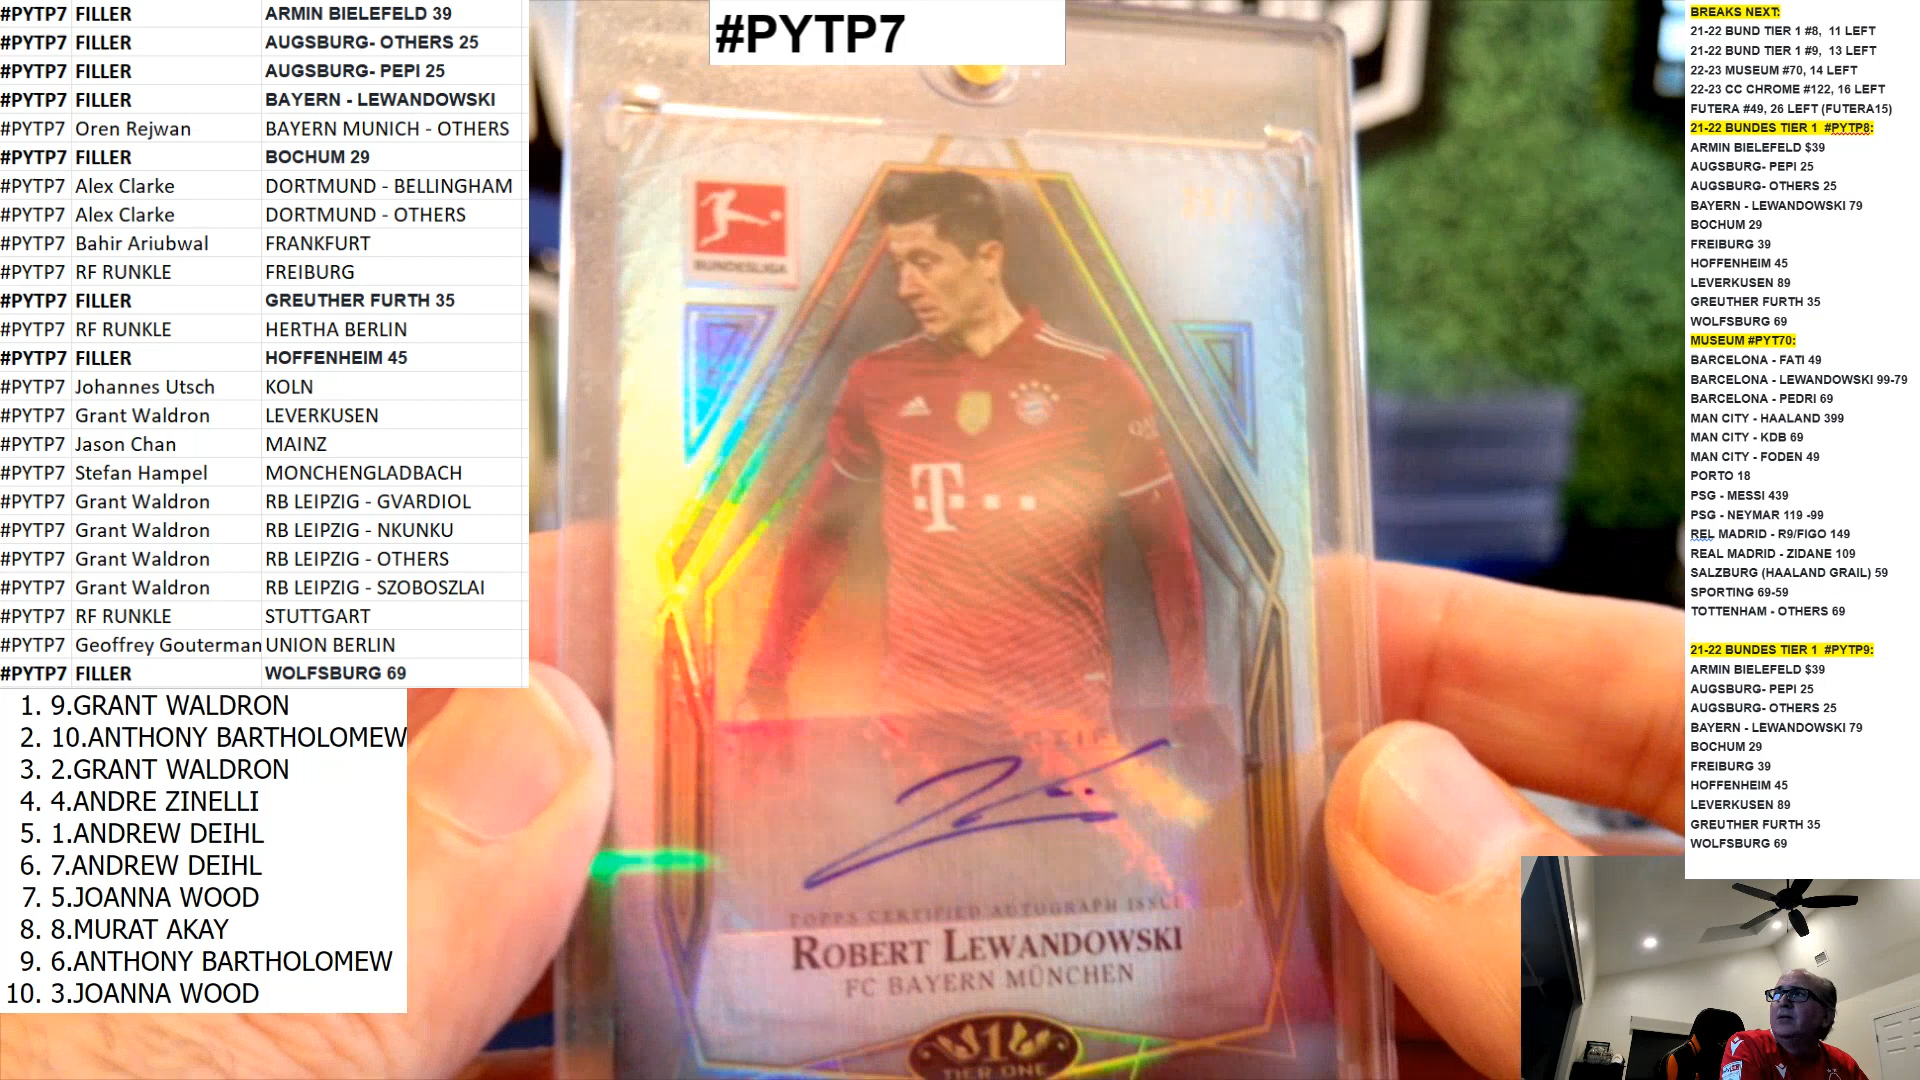 #PYTP7 FILLER ARMIN BIELEFELD 39
#PYTP7 FILLER AUGSBURG- OTHERS 25
#PYTP7 FILLER AUGSBURG- PEPI 25
#PYTP7 FILLER BAYERN - LEWANDOWSKI
#PYTP7 Oren Rejwan BAYERN MUNICH - OTHERS
#PYTP7 FILLER BOCHUM 29
#PYTP7 Alex Clarke DORTMUND - BELLINGHAM
#PYTP7 Alex Clarke DORTMUND - OTHERS
#PYTP7 Bahir Ariubwal FRANKFURT
#PYTP7 RF RUNKLE FREIBURG
#PYTP7 FILLER GREUTHER FURTH 35
#PYTP7 RF RUNKLE HERTHA BERLIN
#PYTP7 FILLER HOFFENHEIM 45
#PYTP7 Johannes Utsch KOLN
#PYTP7 Grant Waldron LEVERKUSEN
#PYTP7 Jason Chan MAINZ
#PYTP7 Stefan Hampel MONCHENGLADBACH
#PYTP7 Grant Waldron RB LEIPZIG - GVARDIOL
#PYTP7 Grant Waldron RB LEIPZIG - NKUNKU
#PYTP7 Grant Waldron RB LEIPZIG - OTHERS
#PYTP7 Grant Waldron RB LEIPZIG - SZOBOSZLAI
#PYTP7 RF RUNKLE STUTTGART
#PYTP7 Geoffrey Gouterman UNION BERLIN
#PYTP7 FILLER WOLFSBURG 69
1. 9.GRANT WALDRON
2. 10.ANTHONY BARTHOLOMEW
3. 2.GRANT WALDRON
4. 4.ANDRE ZINELLI
5. 1.ANDREW DEIHL
6. 7.ANDREW DEIHL
7. 5.JOANNA WOOD
8. 8.MURAT AKAY
9. 6.ANTHONY BARTHOLOMEW
10. 3.JOANNA WOOD
#PYTP7
BUNDESLIGA
T
TOPPS CERTIFIED AUTOGRAPH ISSUE
ROBERT LEWANDOWSKI
FC BAYERN MÜNCHEN
1
TIER ONE
BREAKS NEXT:
21-22 BUND TIER 1 #8, 11 LEFT
21-22 BUND TIER 1 #9, 13 LEFT
22-23 MUSEUM #70, 14 LEFT
22-23 CC CHROME #122, 16 LEFT
FUTERA #49, 26 LEFT (FUTERA15)
21-22 BUNDES TIER 1 #PYTP8:
ARMIN BIELEFELD $39
AUGSBURG- PEPI 25
AUGSBURG- OTHERS 25
BAYERN - LEWANDOWSKI 79
BOCHUM 29
FREIBURG 39
HOFFENHEIM 45
LEVERKUSEN 89
GREUTHER FURTH 35
WOLFSBURG 69
MUSEUM #PYT70:
BARCELONA - FATI 49
BARCELONA - LEWANDOWSKI 99-79
BARCELONA - PEDRI 69
MAN CITY - HAALAND 399
MAN CITY - KDB 69
MAN CITY - FODEN 49
PORTO 18
PSG - MESSI 439
PSG - NEYMAR 119 -99
REL MADRID - R9/FIGO 149
REAL MADRID - ZIDANE 109
SALZBURG (HAALAND GRAIL) 59
SPORTING 69-59
TOTTENHAM - OTHERS 69
21-22 BUNDES TIER 1 #PYTP9:
ARMIN BIELEFELD $39
AUGSBURG- PEPI 25
AUGSBURG- OTHERS 25
BAYERN - LEWANDOWSKI 79
BOCHUM 29
FREIBURG 39
HOFFENHEIM 45
LEVERKUSEN 89
GREUTHER FURTH 35
WOLFSBURG 69